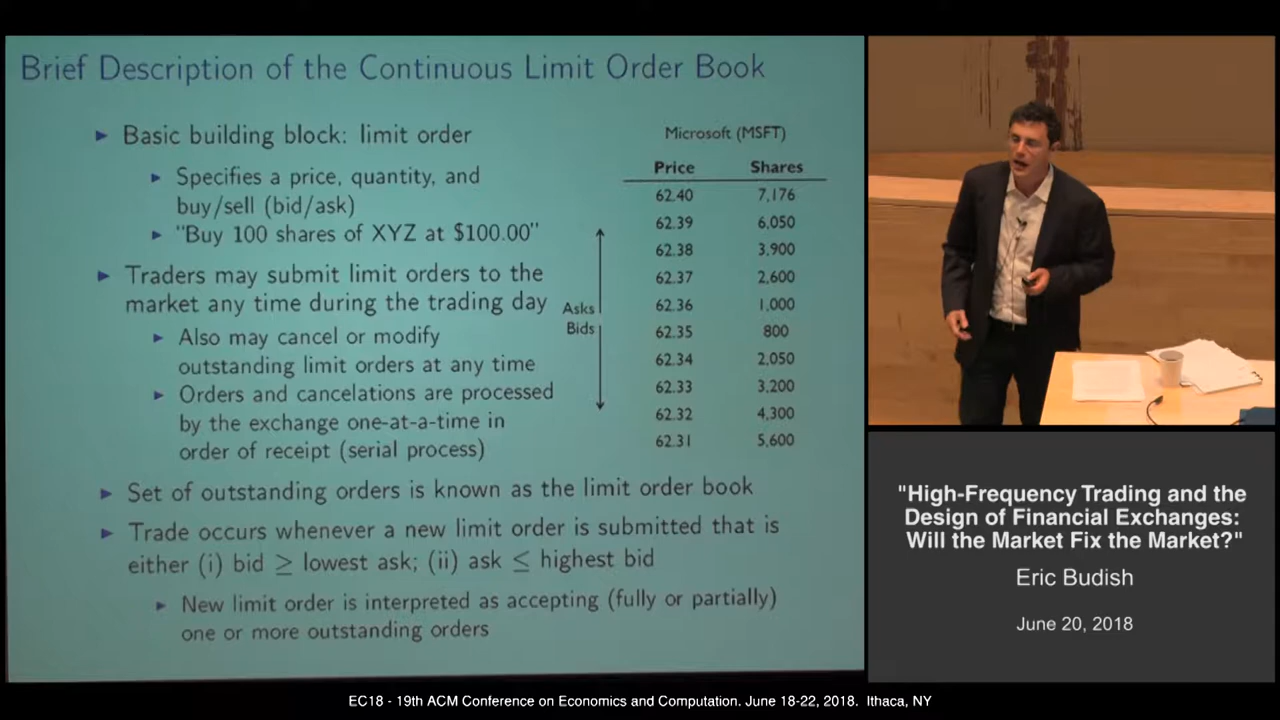 Brief Description of the Continuous Limit Order Book
▶ Basic building block: limit order
▶ Specifies a price, quantity, and
buy/sell (bid/ask)
▶ "Buy 100 shares of XYZ at $100.00"
▶ Traders may submit limit orders to the
market any time during the trading day
▶ Also may cancel or modify
outstanding limit orders at any time
▶ Orders and cancelations are processed
by the exchange one-at-a-time in
order of receipt (serial process)
Microsoft (MSFT)
Price Shares
62.40 7,176
62.39 6,050
62.38 3,900
62.37 2,600
62.36 1,000
62.35 800
62.34 2,050
62.33 3,200
62.32 4,300
62.31 5,600
Asks
Bids
▶ Set of outstanding orders is known as the limit order book
▶ Trade occurs whenever a new limit order is submitted that is
either (i) bid ≥ lowest ask; (ii) ask ≤ highest bid
▶ New limit order is interpreted as accepting (fully or partially)
one or more outstanding orders
"High-Frequency Trading and the
Design of Financial Exchanges:
Will the Market Fix the Market?"
Eric Budish
June 20, 2018
EC18 - 19th ACM Conference on Economics and Computation. June 18-22, 2018. Ithaca, NY